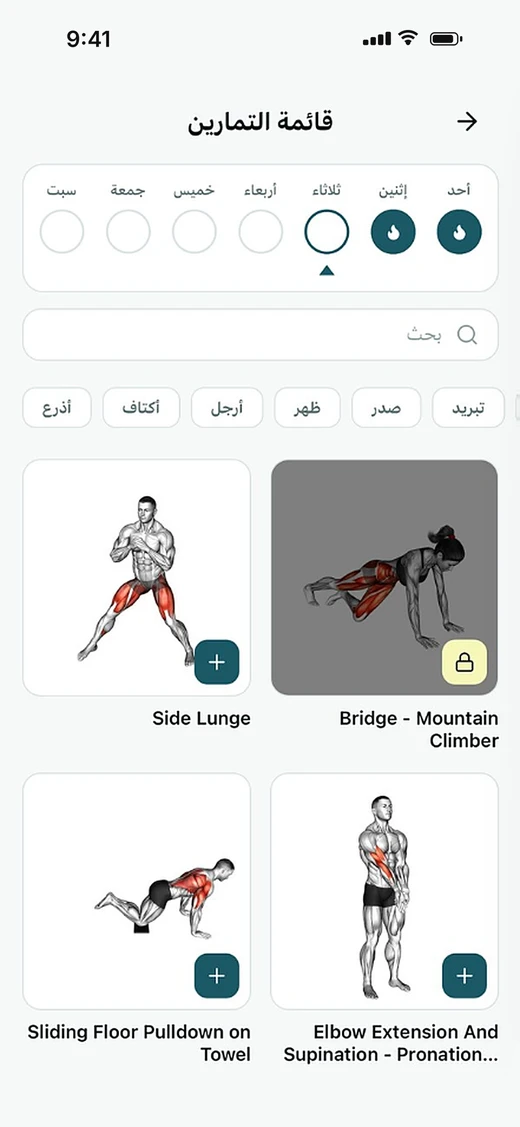 9:41
قائمة التمارين
أحد
إثنين
ثلاثاء
أربعاء
خميس
جمعة
سبت
بحث
تبريد
صدر
ظهر
أرجل
أكتاف
أذرع
Bridge - Mountain
Climber
Side Lunge
Elbow Extension And
Supination - Pronation...
Sliding Floor Pulldown on
Towel